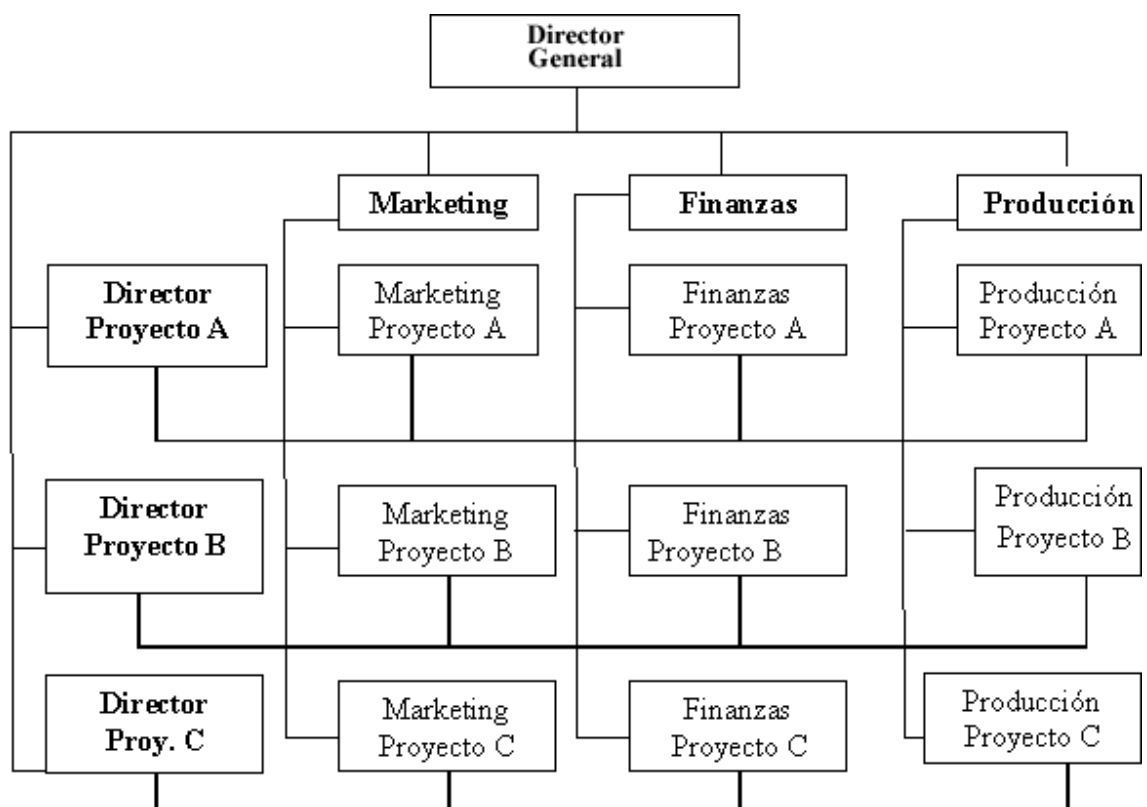 Director
General
Marketing
Finanzas
Producción
Director
Proyecto A
Marketing
Proyecto A
Finanzas
Proyecto A
Producción
Proyecto A
Director
Proyecto B
Marketing
Proyecto B
Finanzas
Proyecto B
Producción
Proyecto B
Director
Proy. C
Marketing
Proyecto C
Finanzas
Proyecto C
Producción
Proyecto C